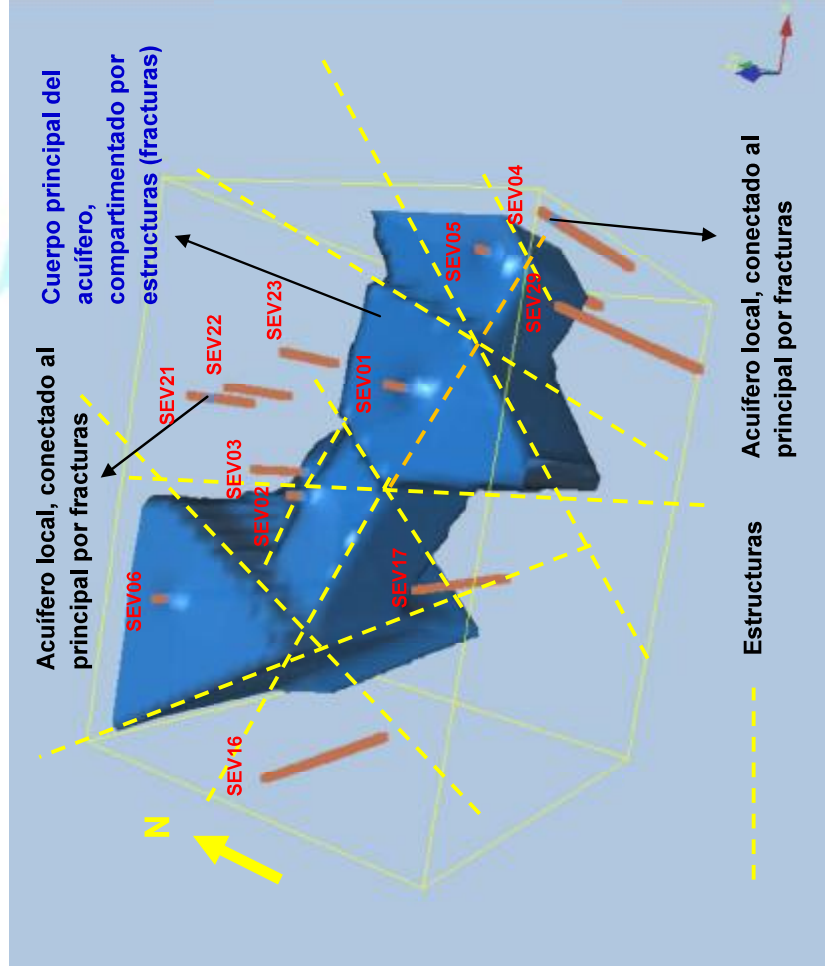 Cuerpo principal del
acuífero,
compartimentado por
estructuras (fracturas)
Acuífero local, conectado al
principal por fracturas
SEV21
SEV22
SEV23
SEV03
SEV02
SEV01
SEV05
SEV04
SEV29
SEV06
SEV17
SEV16
N
Acuífero local, conectado al
principal por fracturas
Estructuras